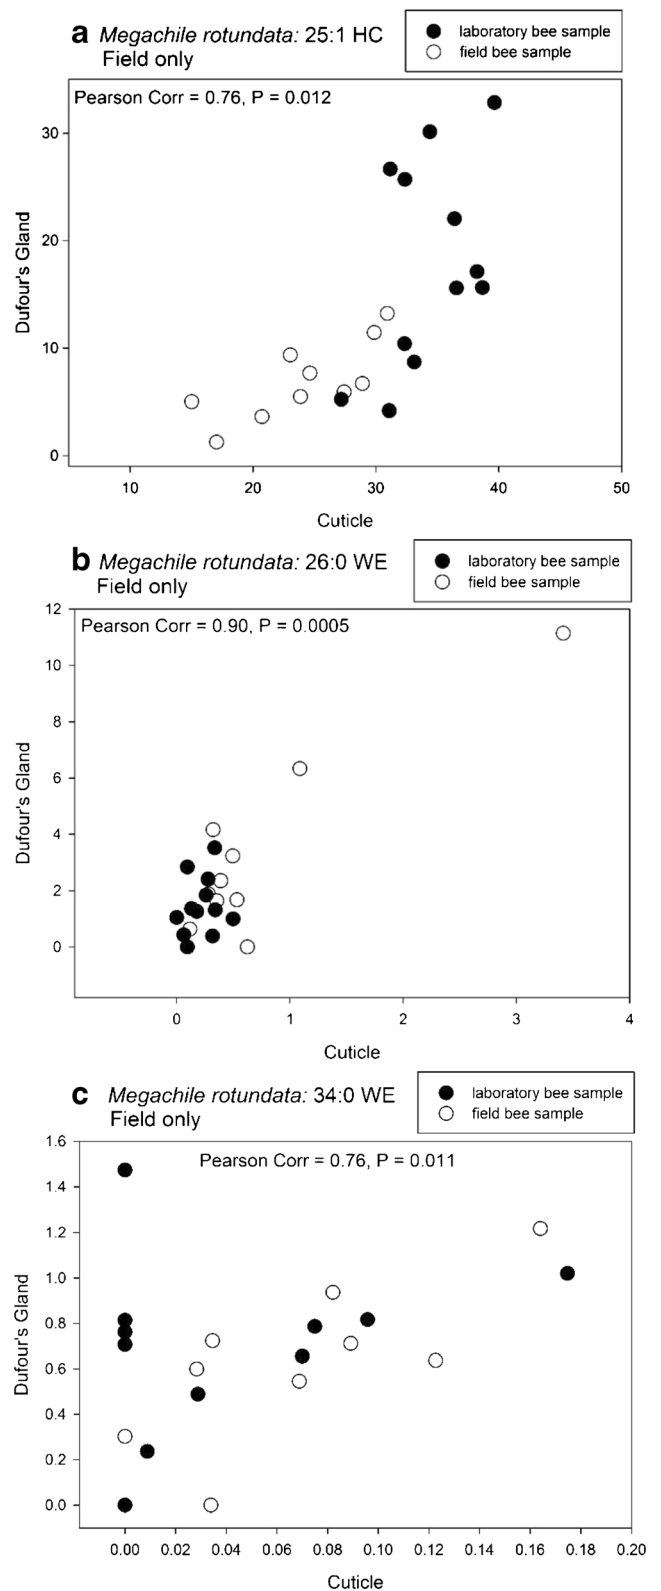 a Megachile rotundata: 25:1 HC
Field only
laboratory bee sample
field bee sample
Pearson Corr = 0.76, P = 0.012
30
20
10
0
Dufour's Gland
10 20 30 40 50
Cuticle
b Megachile rotundata: 26:0 WE
Field only
laboratory bee sample
field bee sample
Pearson Corr = 0.90, P = 0.0005
12
10
8
6
4
2
0
Dufour's Gland
0 1 2 3 4
Cuticle
c Megachile rotundata: 34:0 WE
Field only
laboratory bee sample
field bee sample
Pearson Corr = 0.76, P = 0.011
1.6
1.4
1.2
1.0
0.8
0.6
0.4
0.2
0.0
Dufour's Gland
0.00 0.02 0.04 0.06 0.08 0.10 0.12 0.14 0.16 0.18 0.20
Cuticle